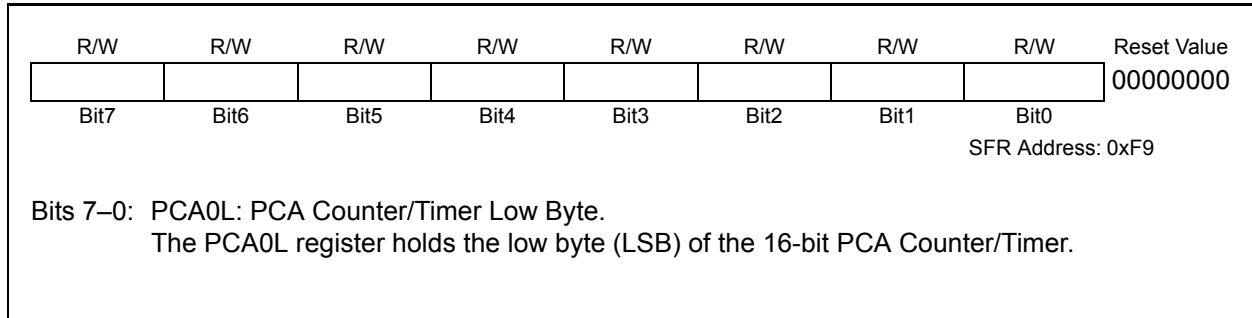 R/W R/W R/W R/W R/W R/W R/W R/W Reset Value
00000000
Bit7 Bit6 Bit5 Bit4 Bit3 Bit2 Bit1 Bit0
SFR Address: 0xF9
Bits 7–0: PCA0L: PCA Counter/Timer Low Byte.
The PCA0L register holds the low byte (LSB) of the 16-bit PCA Counter/Timer.